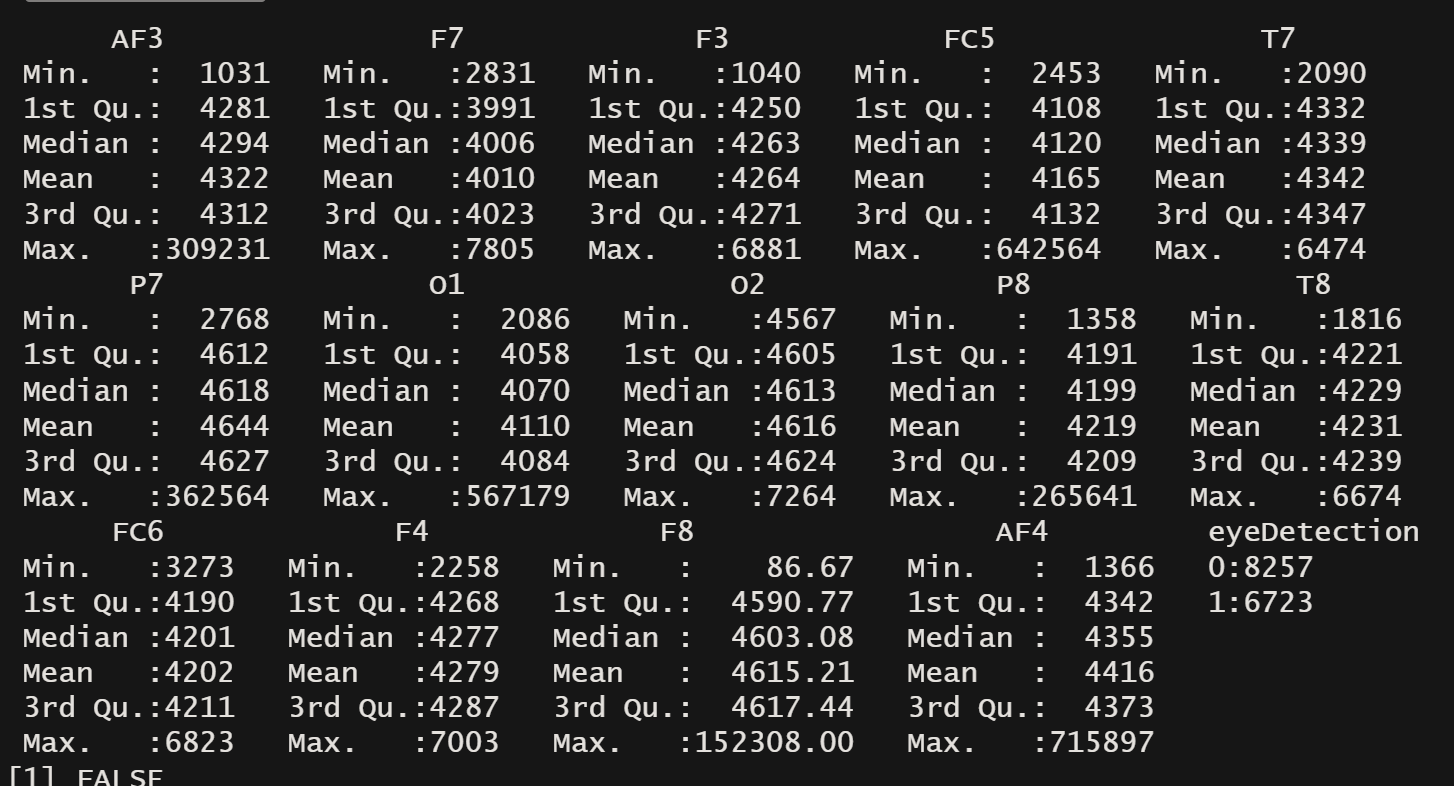 AF3 F7 F3 FC5 T7
Min. : 1031 Min. :2831 Min. :1040 Min. : 2453 Min. :2090
1st Qu.: 4281 1st Qu.:3991 1st Qu.:4250 1st Qu.: 4108 1st Qu.:4332
Median : 4294 Median :4006 Median :4263 Median : 4120 Median :4339
Mean : 4322 Mean :4010 Mean :4264 Mean : 4165 Mean :4342
3rd Qu.: 4312 3rd Qu.:4023 3rd Qu.:4271 3rd Qu.: 4132 3rd Qu.:4347
Max. :309231 Max. :7805 Max. :6881 Max. :642564 Max. :6474
P7 O1 O2 P8 T8
Min. : 2768 Min. : 2086 Min. :4567 Min. : 1358 Min. :1816
1st Qu.: 4612 1st Qu.: 4058 1st Qu.:4605 1st Qu.: 4191 1st Qu.:4221
Median : 4618 Median : 4070 Median :4613 Median : 4199 Median :4229
Mean : 4644 Mean : 4110 Mean :4616 Mean : 4219 Mean :4231
3rd Qu.: 4627 3rd Qu.: 4084 3rd Qu.:4624 3rd Qu.: 4209 3rd Qu.:4239
Max. :362564 Max. :567179 Max. :7264 Max. :265641 Max. :6674
FC6 F4 F8 AF4 eyeDetection
Min. :3273 Min. :2258 Min. : 86.67 Min. : 1366 0:8257
1st Qu.:4190 1st Qu.:4268 1st Qu.: 4590.77 1st Qu.: 4342 1:6723
Median :4201 Median :4277 Median : 4603.08 Median : 4355
Mean :4202 Mean :4279 Mean : 4615.21 Mean : 4416
3rd Qu.:4211 3rd Qu.:4287 3rd Qu.: 4617.44 3rd Qu.: 4373
Max. :6823 Max. :7003 Max. :152308.00 Max. :715897
[1] FALSE